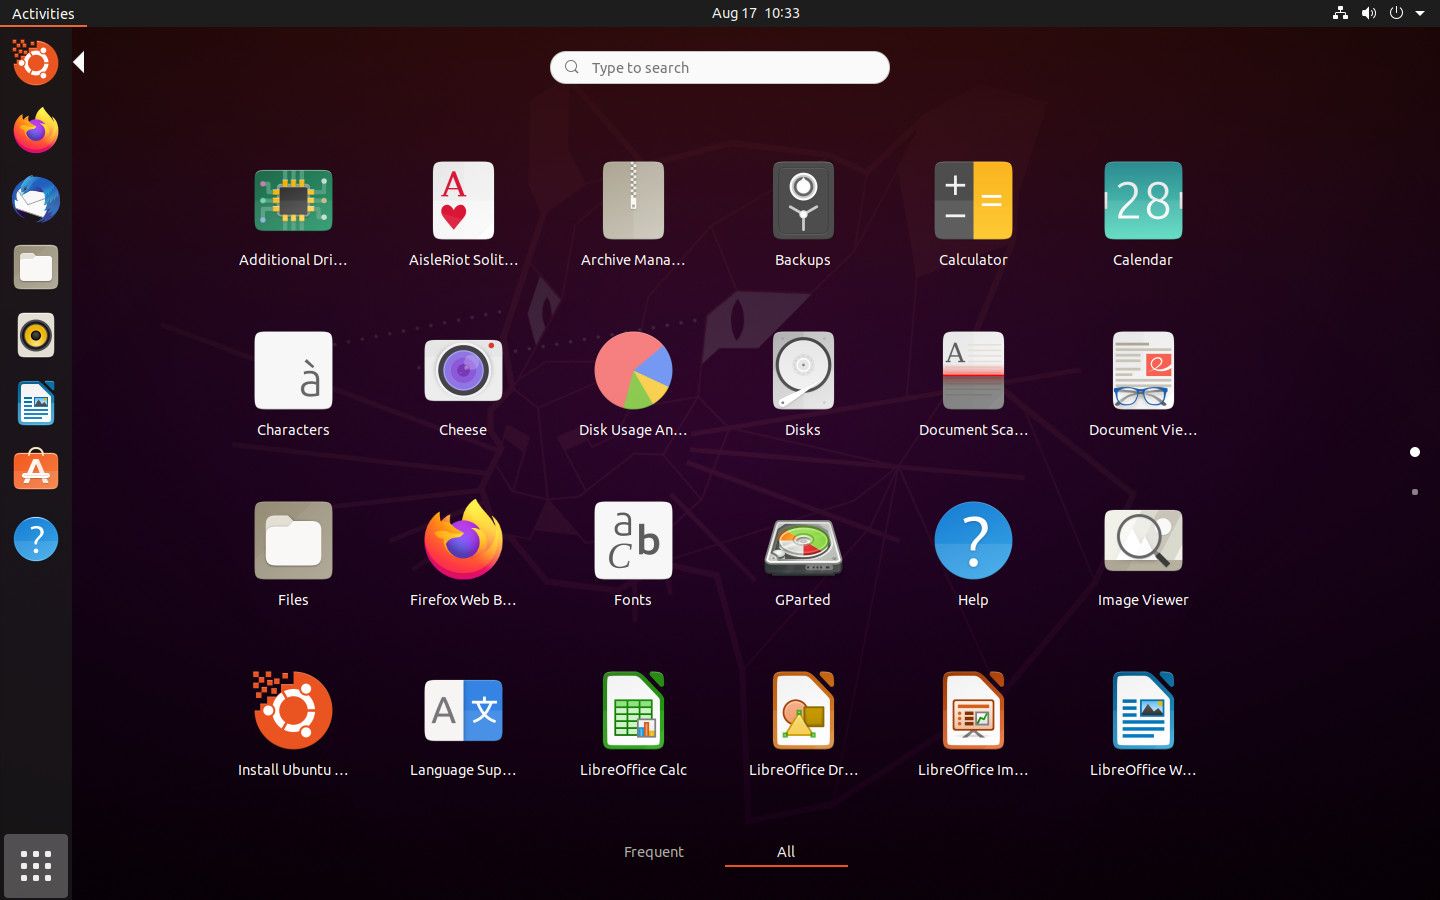 Activities
Aug 17 10:33
Type to search
Additional Dri...
AisleRiot Solit...
Archive Mana...
Backups
Calculator
28
Calendar
Characters
Cheese
Disk Usage An...
Disks
Document Sca...
Document Vie...
Files
Firefox Web B...
Fonts
GParted
Help
Image Viewer
Install Ubuntu ...
Language Sup...
LibreOffice Calc
LibreOffice Dr...
LibreOffice Im...
LibreOffice W...
Frequent
All